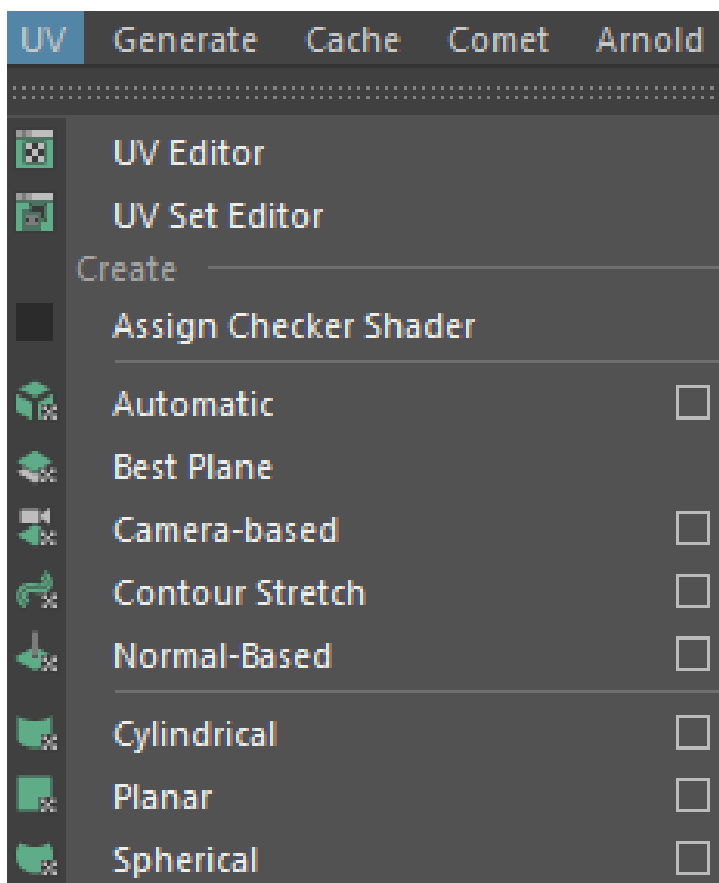 UV Generate Cache Comet Arnold
UV Editor
UV Set Editor
Create
Assign Checker Shader
Automatic
Best Plane
Camera-based
Contour Stretch
Normal-Based
Cylindrical
Planar
Spherical